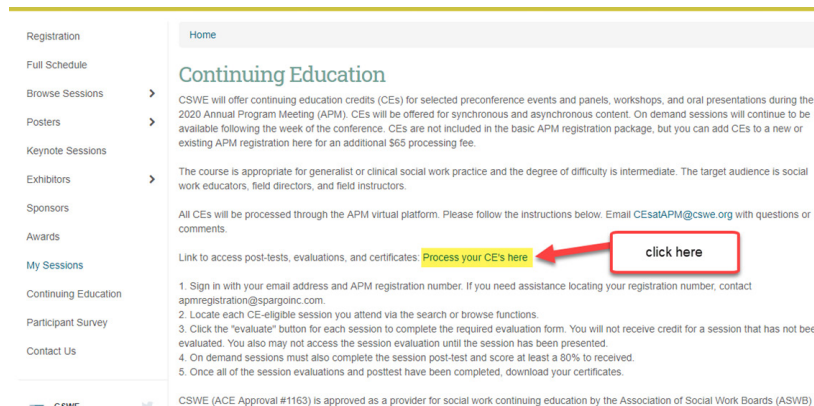 Registration
Full Schedule
Browse Sessions
Posters
Keynote Sessions
Exhibitors
Sponsors
Awards
My Sessions
Continuing Education
Participant Survey
Contact Us
CSWE
Home
Continuing Education
CSWE will offer continuing education credits (CEs) for selected preconference events and panels, workshops, and oral presentations during the
2020 Annual Program Meeting (APM). CEs will be offered for synchronous and asynchronous content. On demand sessions will continue to be
available following the week of the conference. CEs are not included in the basic APM registration package, but you can add CEs to a new or
existing APM registration here for an additional $65 processing fee.
The course is appropriate for generalist or clinical social work practice and the degree of difficulty is intermediate. The target audience is social
work educators, field directors, and field instructors.
All CEs will be processed through the APM virtual platform. Please follow the instructions below. Email CEsatAPM@cswe.org with questions or
comments.
Link to access post-tests, evaluations, and certificates: Process your CE's here
click here
1. Sign in with your email address and APM registration number. If you need assistance locating your registration number, contact
apmregistration@spargoinc.com.
2. Locate each CE-eligible session you attend via the search or browse functions.
3. Click the "evaluate" button for each session to complete the required evaluation form. You will not receive credit for a session that has not bee
evaluated. You also may not access the session evaluation until the session has been presented.
4. On demand sessions must also complete the session post-test and score at least a 80% to received.
5. Once all of the session evaluations and posttest have been completed, download your certificates.
CSWE (ACE Approval #1163) is approved as a provider for social work continuing education by the Association of Social Work Boards (ASWB)